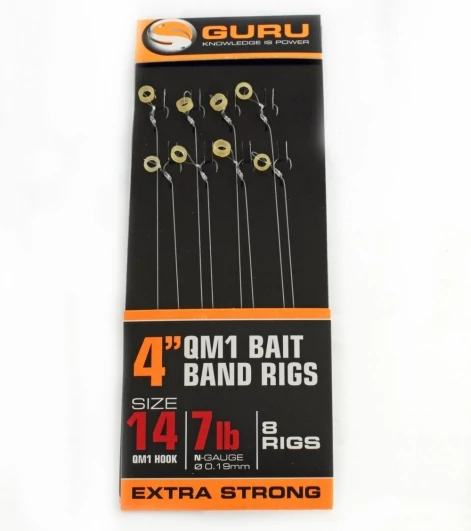 GURU
KNOWLEDGE IS POWER
4” QM1 BAIT
BAND RIGS
SIZE
14
QM1 HOOK
7lb
N-GAUGE
Ø 0.19mm
8
RIGS
EXTRA STRONG